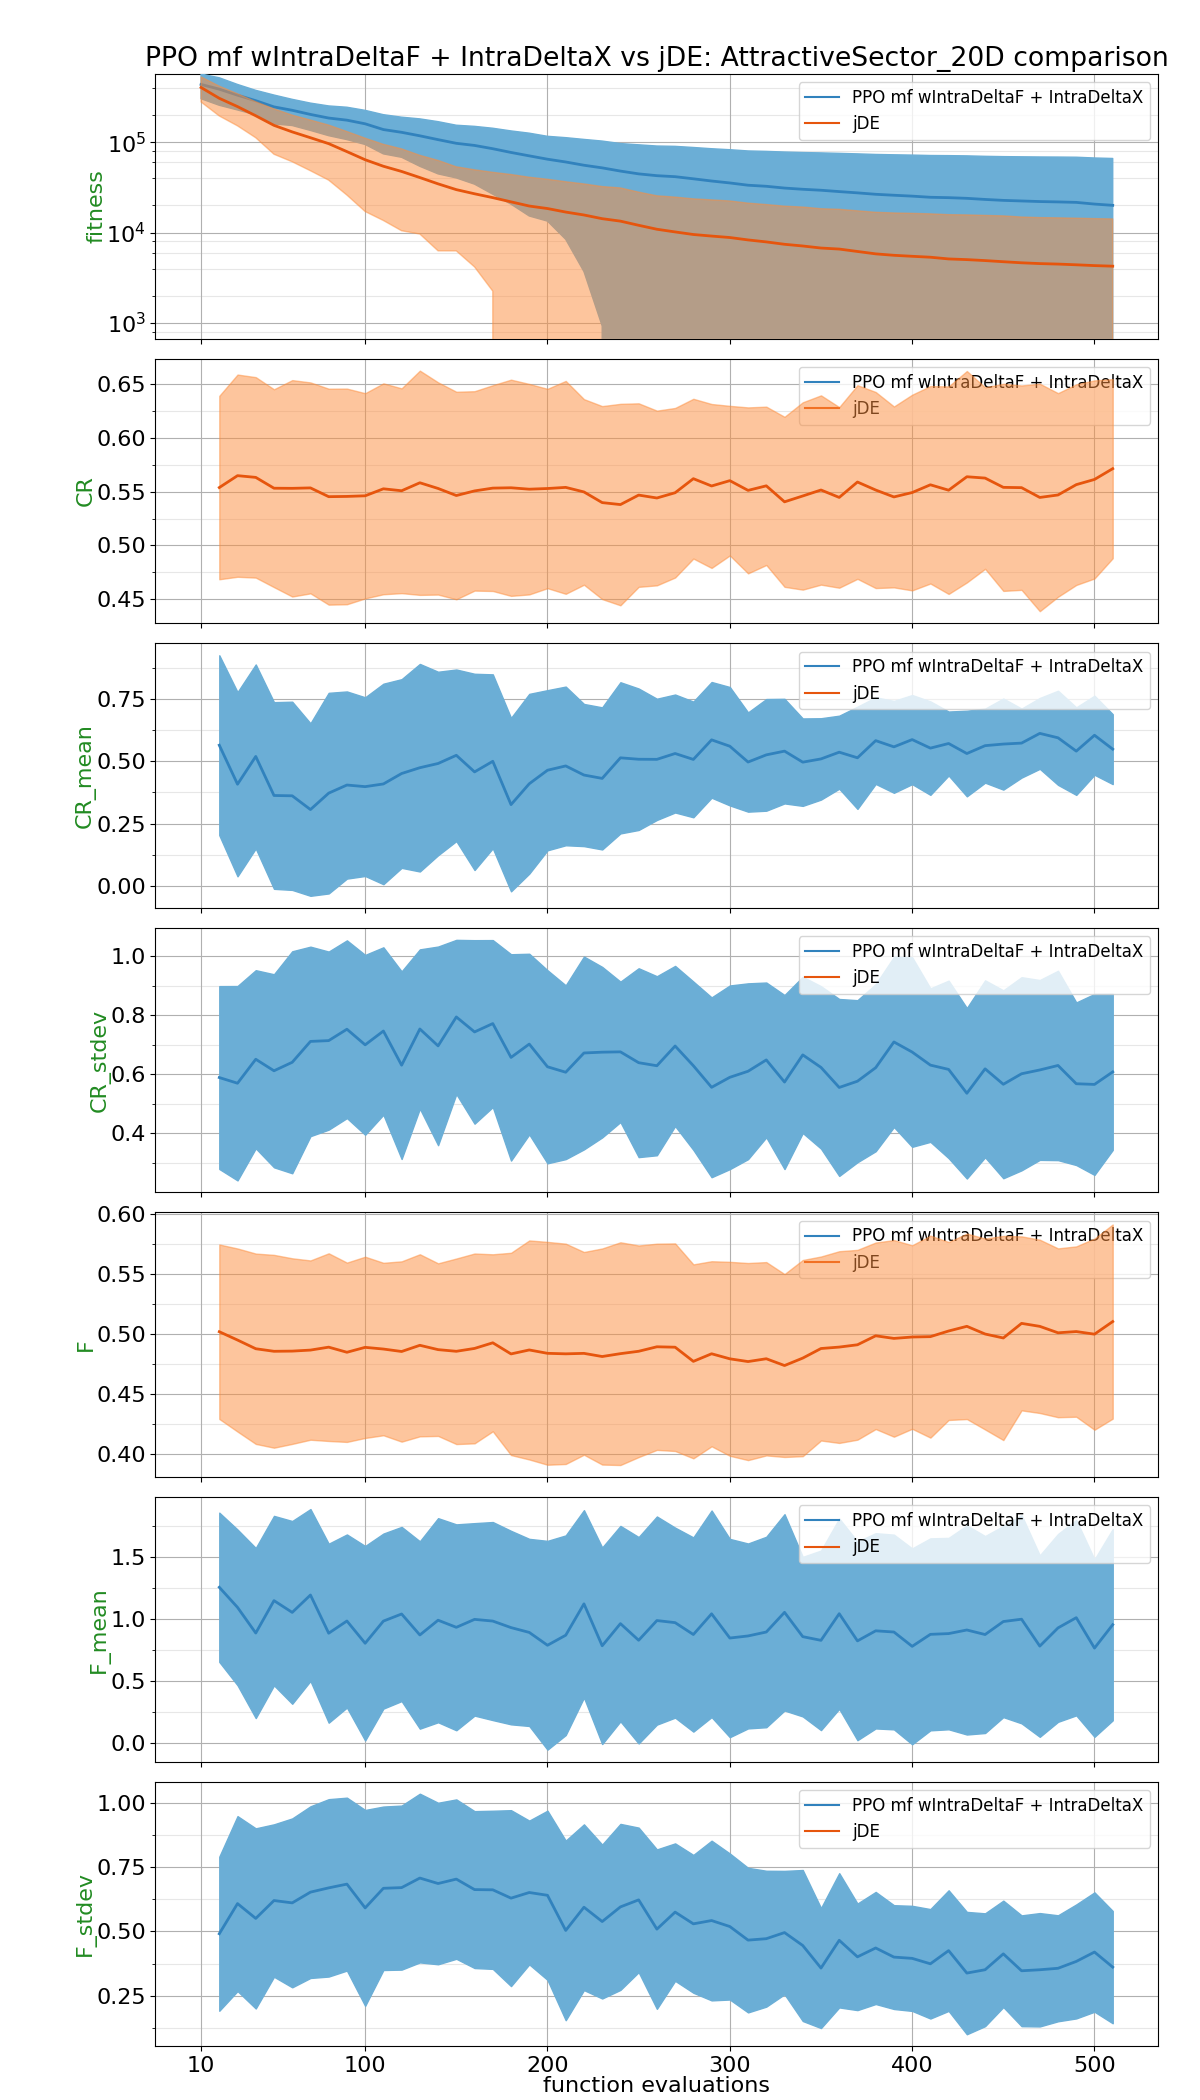 PPO mf wIntraDeltaF + IntraDeltaX vs jDE: AttractiveSector_20D comparison
PPO mf wIntraDeltaF + IntraDeltaX
jDE
10^5
10^4
10^3
fitness
PPO mf wIntraDeltaF + IntraDeltaX
jDE
0.65
0.60
0.55
0.50
0.45
CR
PPO mf wIntraDeltaF + IntraDeltaX
jDE
0.75
0.50
0.25
0.00
CR_mean
PPO mf wIntraDeltaF + IntraDeltaX
jDE
1.0
0.8
0.6
0.4
CR_stdev
PPO mf wIntraDeltaF + IntraDeltaX
jDE
0.60
0.55
0.50
0.45
0.40
F
PPO mf wIntraDeltaF + IntraDeltaX
jDE
1.5
1.0
0.5
0.0
F_mean
PPO mf wIntraDeltaF + IntraDeltaX
jDE
1.00
0.75
0.50
0.25
F_stdev
10 100 200 300 400 500
function evaluations